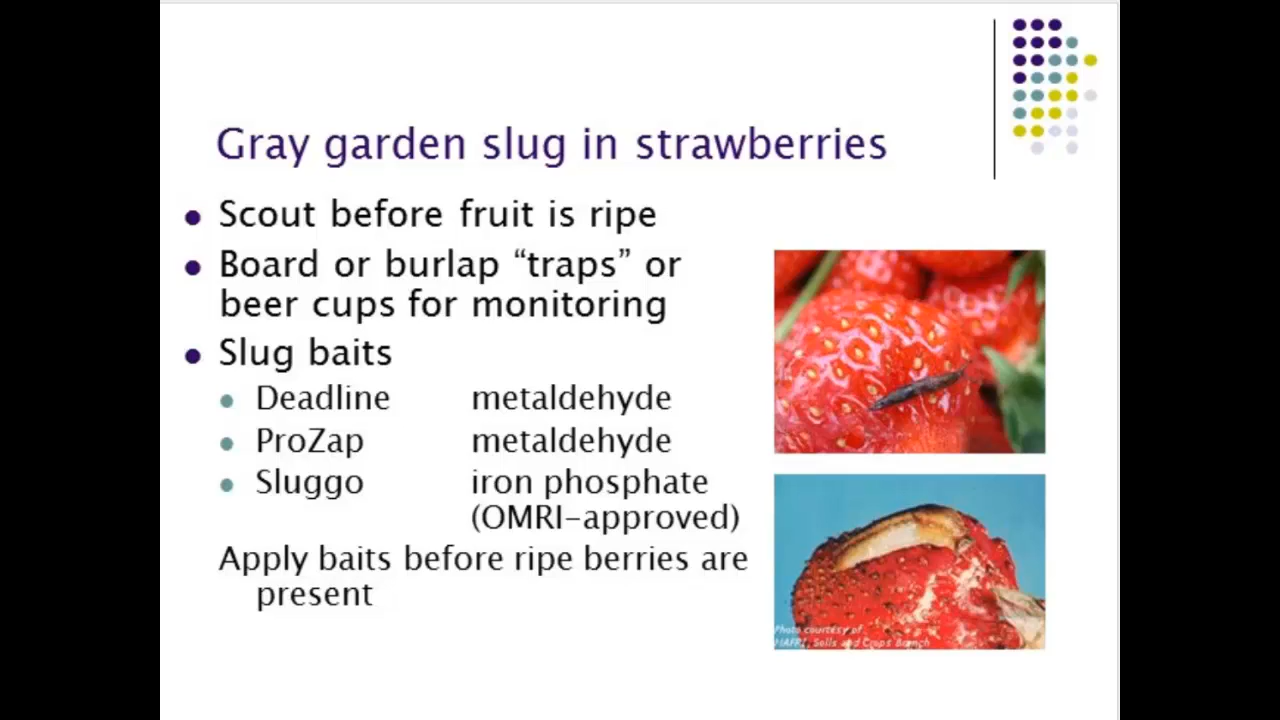 Gray garden slug in strawberries
Scout before fruit is ripe
Board or burlap “traps” or
beer cups for monitoring
Slug baits
Deadline metaldehyde
ProZap metaldehyde
Sluggo iron phosphate
(OMRI-approved)
Apply baits before ripe berries are
present
Photo courtesy of
Soils and Crops Branch